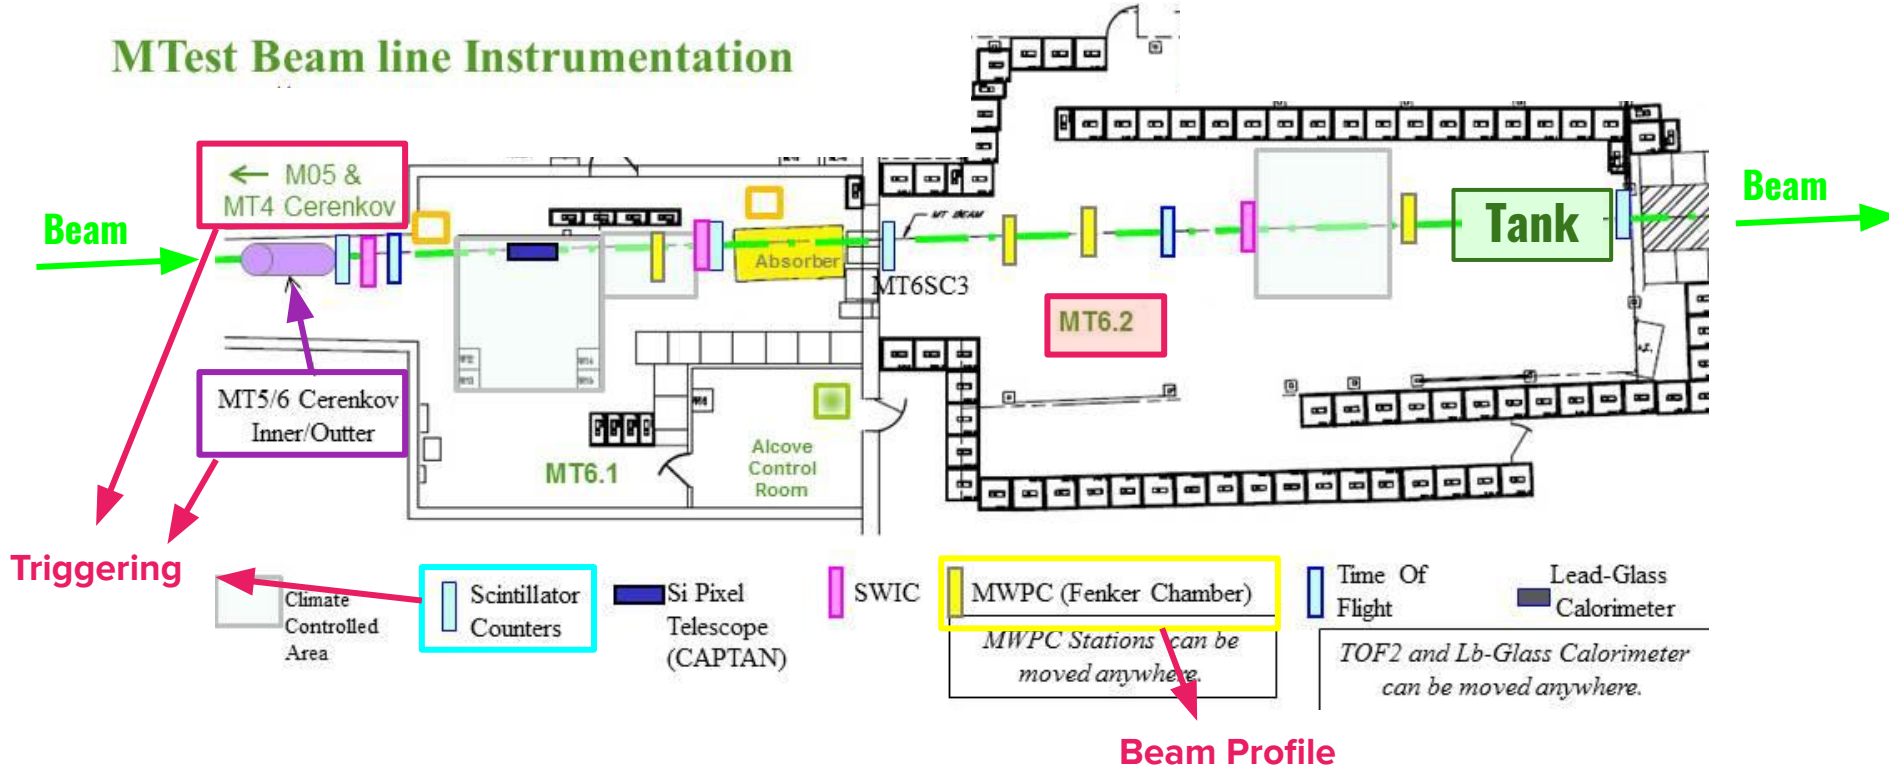 MTest Beam line Instrumentation
← M05 &
MT4 Cerenkov
Beam
Beam
MT BEAM
Tank
Absorber
MT6SC3
MT6.2
MT5/6 Cerenkov
Inner/Outter
MT6.1
Alcove
Control
Room
Triggering
Climate
Controlled
Area
Scintillator
Counters
Si Pixel
Telescope
(CAPTAN)
SWIC
MWPC (Fenker Chamber)
MWPC Stations can be
moved anywhere.
Time Of
Flight
Lead-Glass
Calorimeter
TOF2 and Lb-Glass Calorimeter
can be moved anywhere.
Beam Profile